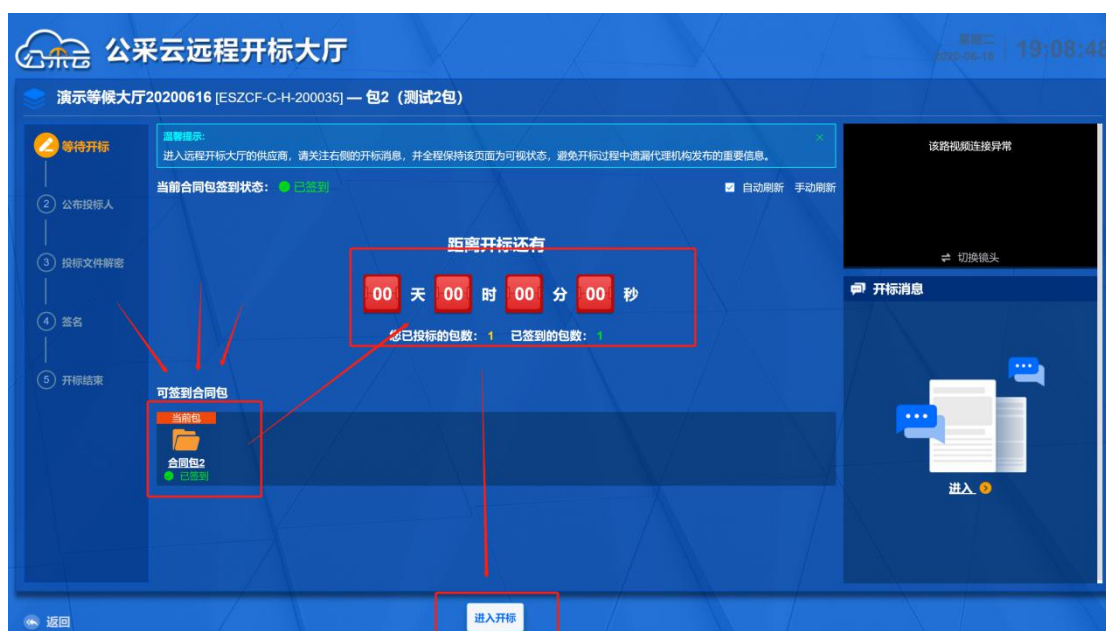 公采云 公采云远程开标大厅
星期二
2020-06-16
19:08:48
演示等候大厅20200616 [ESZCF-C-H-200035] — 包2（测试2包）
等待开标
2 公布投标人
3 投标文件解密
4 签名
5 开标结束
温馨提示:
进入远程开标大厅的供应商，请关注右侧的开标消息，并全程保持该页面为可视状态，避免开标过程中遗漏代理机构发布的重要信息。
当前合同包签到状态： 已签到
自动刷新 手动刷新
距离开标还有
00 天 00 时 00 分 00 秒
您已投标的包数： 1 已签到的包数： 1
可签到合同包
当前包
合同包2
已签到
该路视频连接异常
切换镜头
开标消息
进入
返回
进入开标